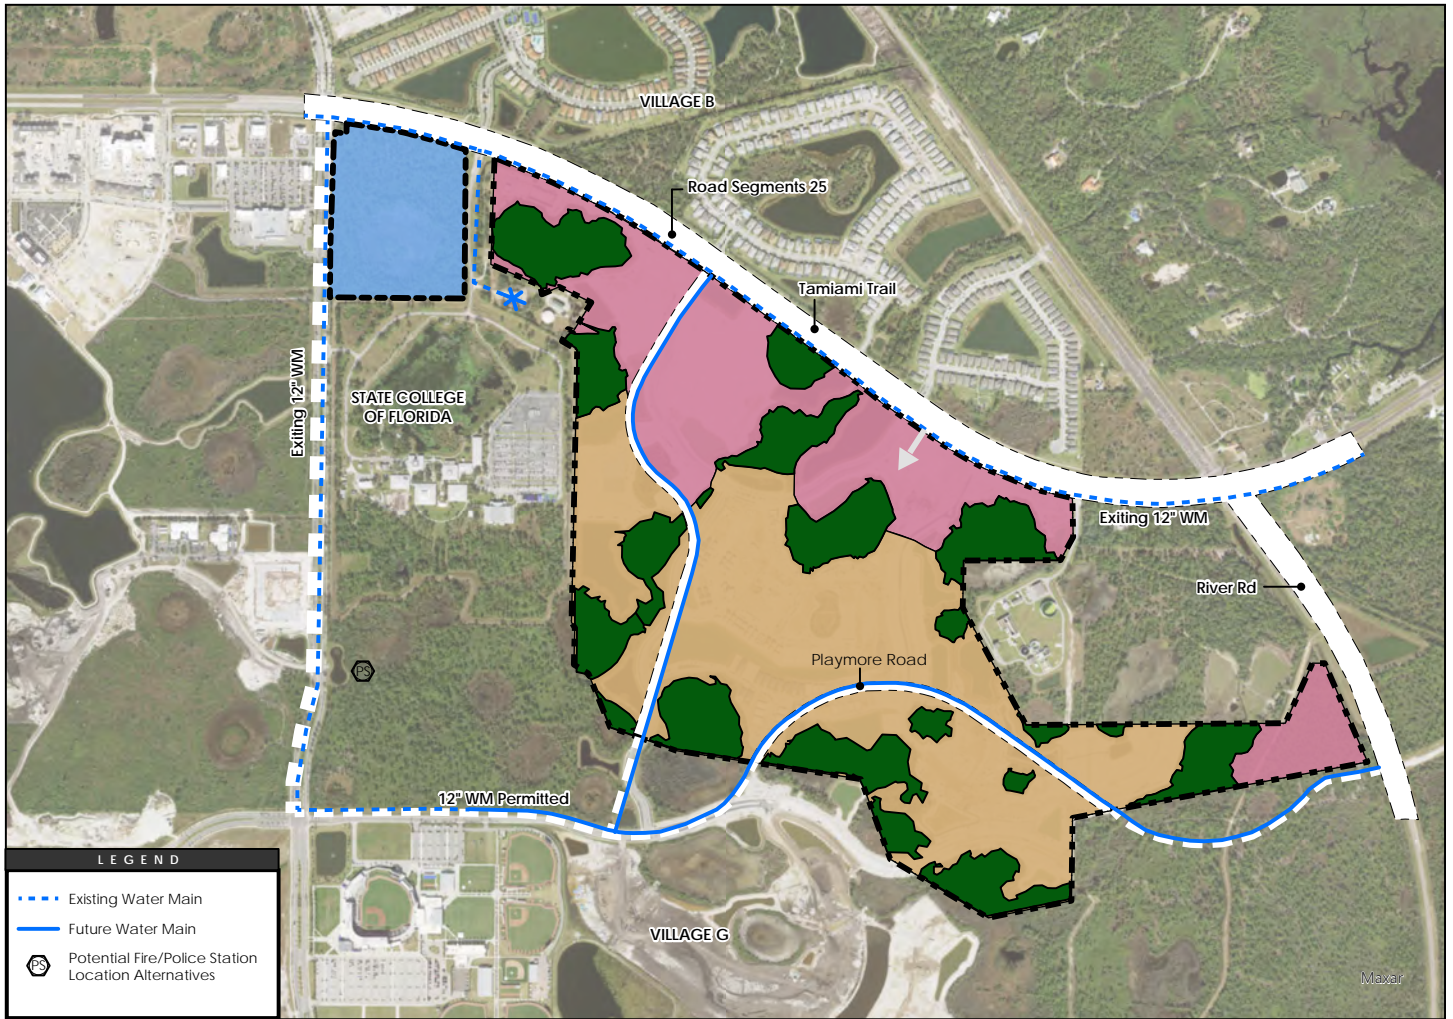 VILLAGE B
Road Segments 25
Tamiami Trail
Exiting 12" WM
STATE COLLEGE
OF FLORIDA
Exiting 12" WM
River Rd
Playmore Road
PS
12" WM Permitted
VILLAGE G
Maxar
LEGEND
Existing Water Main
Future Water Main
PS
Potential Fire/Police Station
Location Alternatives